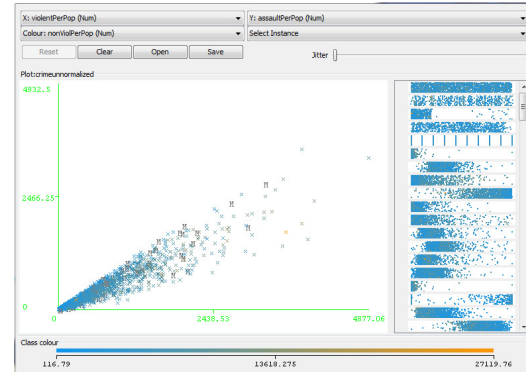 X: violentPerPop (Num)
Y: assaultPerPop (Num)
Colour: nonViolPerPop (Num)
Select Instance
Reset
Clear
Open
Save
Jitter
Plot:crimeunnormalized
4932.5
2466.25
0
0
2438.53
4877.06
Class colour
116.79
13618.275
27119.76